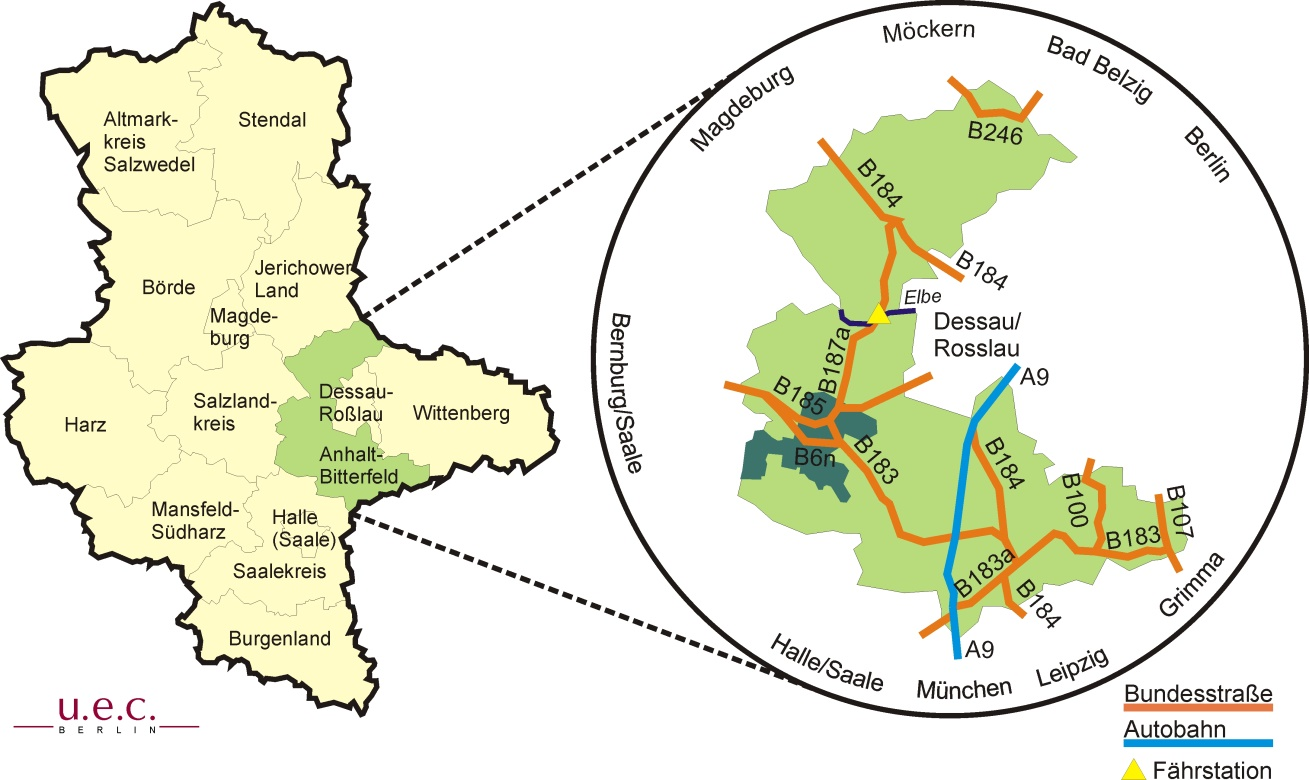 Altmark-
kreis
Salzwedel
Stendal
Börde
Jerichower
Land
Magde-
burg
Harz
Salzland-
kreis
Dessau-
Roßlau
Wittenberg
Anhalt-
Bitterfeld
Mansfeld-
Südharz
Halle
(Saale)
Saalekreis
Burgenland
u.e.c.
BERLIN
Möckern
Bad Belzig
Magdeburg
Berlin
B246
B184
B184
Elbe
Dessau/
Rosslau
Bernburg/Saale
B187a
B185
A9
B6n
B183
B184
B100
B107
B183
B183a
B184
Grimma
A9
Halle/Saale
München
Leipzig
Bundesstraße
Autobahn
Fährstation